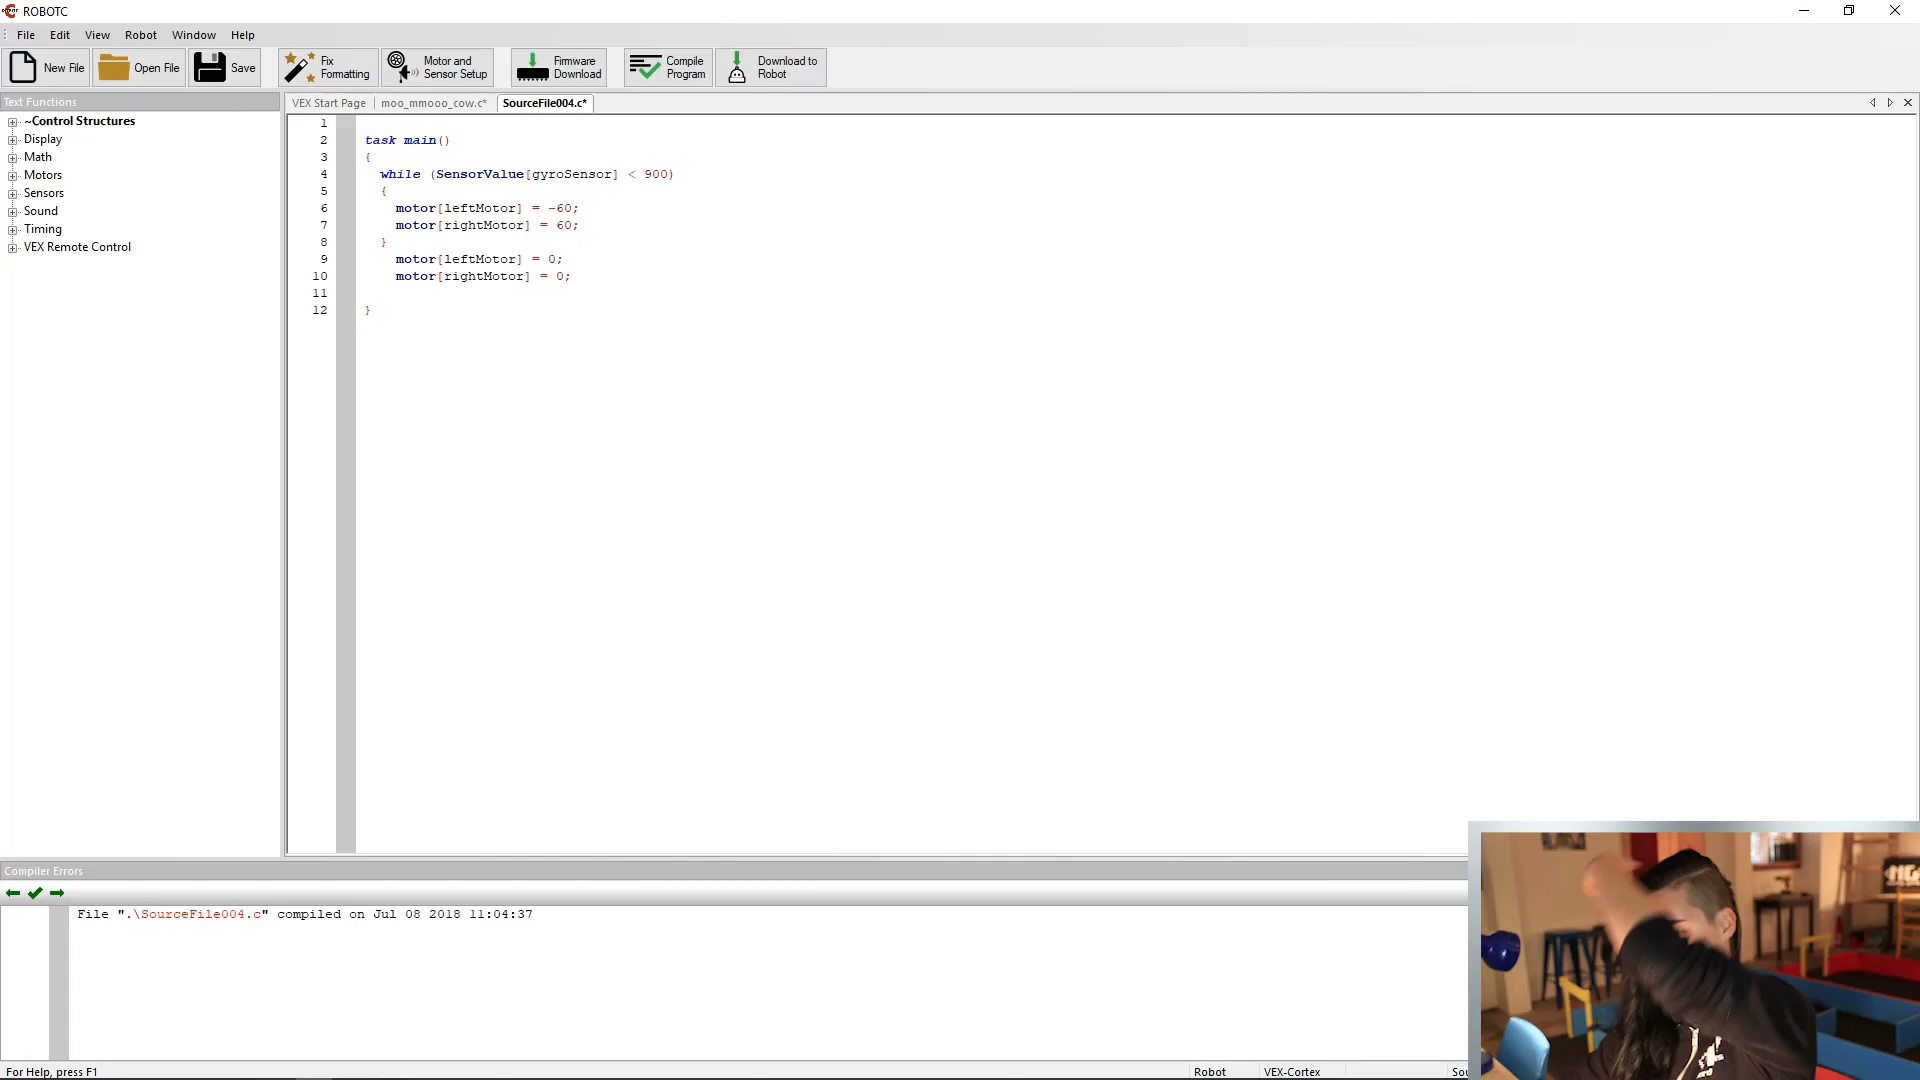 ROBOTC
File Edit View Robot Window Help
New File Open File Save Fix Formatting Motor and Sensor Setup Firmware Download Compile Program Download to Robot
Text Functions
~Control Structures
Display
Math
Motors
Sensors
Sound
Timing
VEX Remote Control
VEX Start Page moo_mmooo_cow.c* SourceFile004.c*
1
2 task main()
3 {
4 while (SensorValue[gyroSensor] < 900)
5 {
6 motor[leftMotor] = -60;
7 motor[rightMotor] = 60;
8 }
9 motor[leftMotor] = 0;
10 motor[rightMotor] = 0;
11
12 }
Compiler Errors
File ".\SourceFile004.c" compiled on Jul 08 2018 11:04:37
For Help, press F1
Robot VEX-Cortex Sou